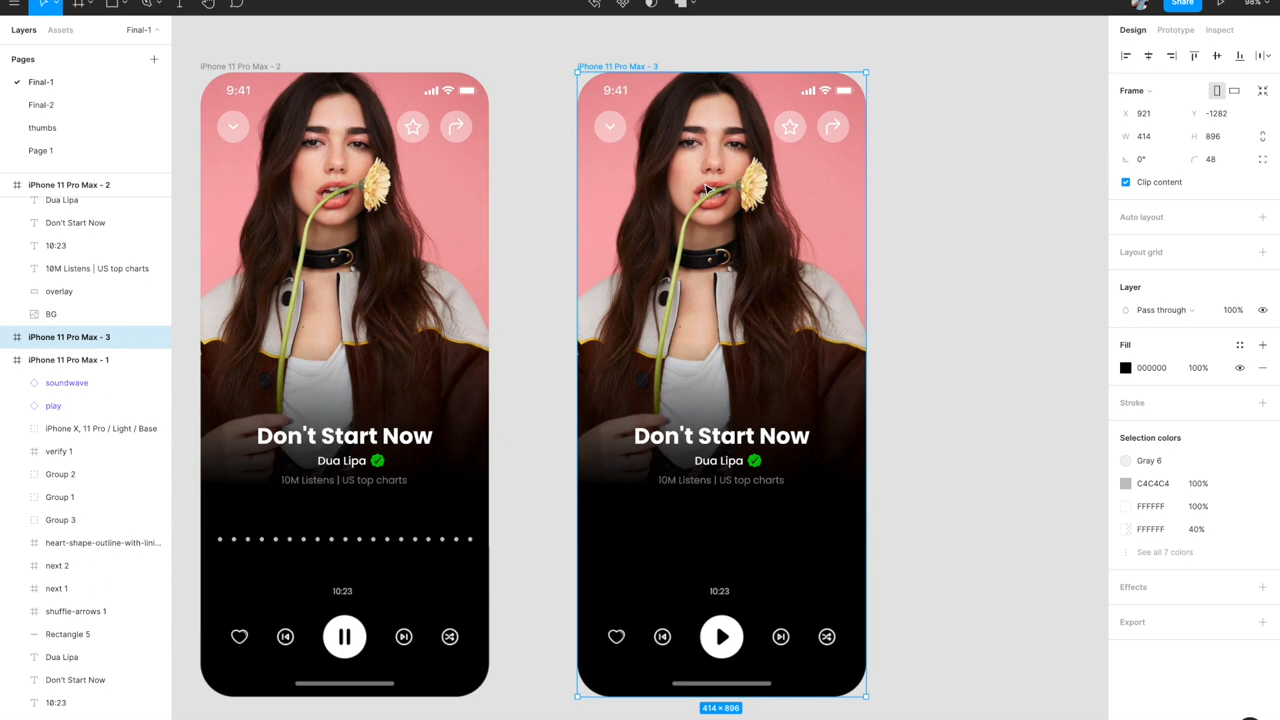 Share
98%
Layers
Assets
Final-1
Pages
Final-1
Final-2
thumbs
Page 1
iPhone 11 Pro Max - 2
Dua Lipa
Don't Start Now
10:23
10M Listens | US top charts
overlay
BG
iPhone 11 Pro Max - 3
iPhone 11 Pro Max - 1
soundwave
play
iPhone X, 11 Pro / Light / Base
verify 1
Group 2
Group 1
Group 3
heart-shape-outline-with-lini...
next 2
next 1
shuffle-arrows 1
Rectangle 5
Dua Lipa
Don't Start Now
10:23
iPhone 11 Pro Max - 2
9:41
Don't Start Now
Dua Lipa
10M Listens | US top charts
10:23
iPhone 11 Pro Max - 3
9:41
Don't Start Now
Dua Lipa
10M Listens | US top charts
10:23
414 × 896
Design
Prototype
Inspect
Frame
X 921 Y -1282
W 414 H 896
0° 48
Clip content
Auto layout
Layout grid
Layer
Pass through 100%
Fill
000000 100%
Stroke
Selection colors
Gray 6
C4C4C4 100%
FFFFFF 100%
FFFFFF 40%
See all 7 colors
Effects
Export